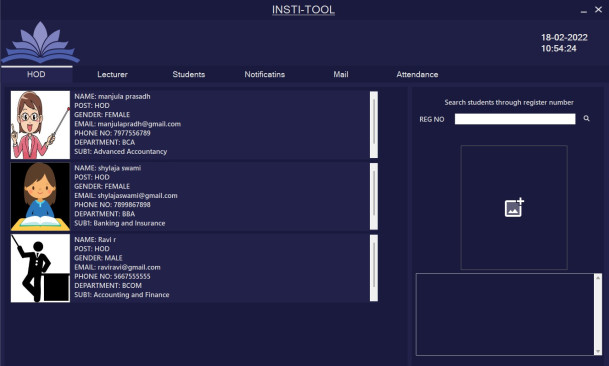 INSTI-TOOL
18-02-2022
10:54:24
HOD Lecturer Students Notificatins Mail Attendance
NAME: manjula prasadh
POST: HOD
GENDER: FEMALE
EMAIL: manjulapradh@gmail.com
PHONE NO: 7977556789
DEPARTMENT: BCA
SUB1: Advanced Accountancy
NAME: shylaja swami
POST: HOD
GENDER: FEMALE
EMAIL: shylajaswami@gmail.com
PHONE NO: 7899867898
DEPARTMENT: BBA
SUB1: Banking and Insurance
NAME: Ravi r
POST: HOD
GENDER: MALE
EMAIL: raviravi@gmail.com
PHONE NO: 5667555555
DEPARTMENT: BCOM
SUB1: Accounting and Finance
Search students through register number
REG NO